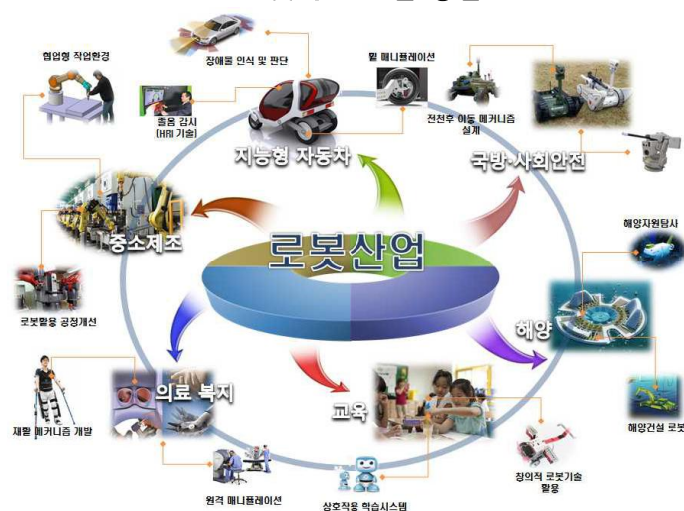 협업형 작업환경
장애물 인식 및 판단
졸음 감시
(HRI 기술)
휠 매니퓰레이션
전천후 이동 메커니즘
설계
지능형 자동차
국방·사회안전
중소제조
로봇산업
해양자원탐사
로봇활용 공정개선
해양
의료 복지
교육
재활 메커니즘 개발
해양건설 로봇
창의적 로봇기술
활용
원격 매니퓰레이션
상호작용 학습시스템